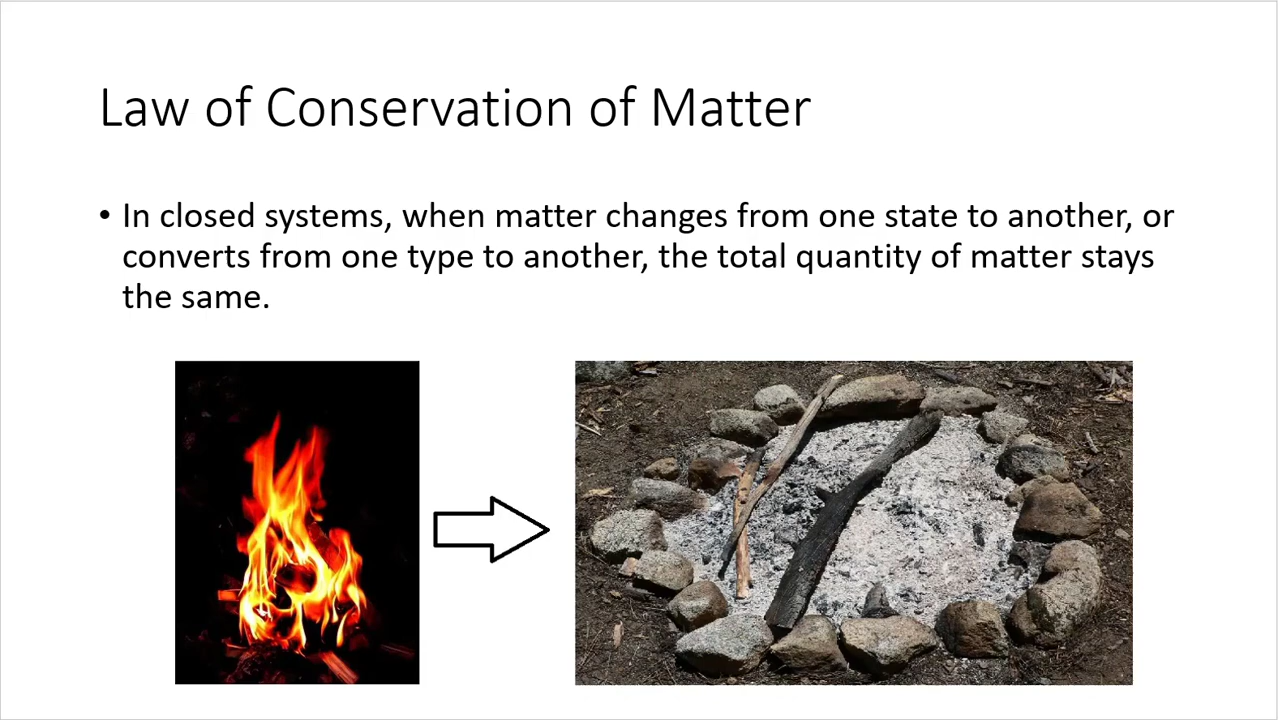 Law of Conservation of Matter
• In closed systems, when matter changes from one state to another, or
converts from one type to another, the total quantity of matter stays
the same.